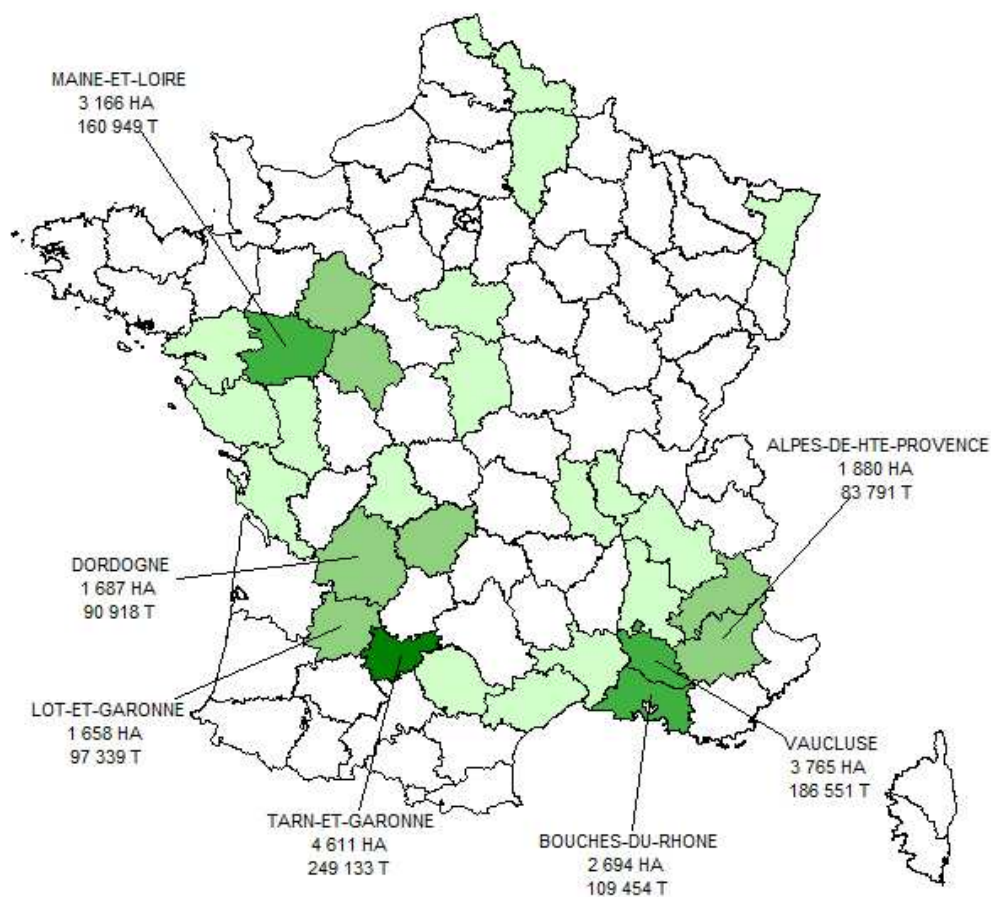 MAINE-ET-LOIRE
3 166 HA
160 949 T
ALPES-DE-HTE-PROVENCE
1 880 HA
83 791 T
DORDOGNE
1 687 HA
90 918 T
LOT-ET-GARONNE
1 658 HA
97 339 T
VAUCLUSE
3 765 HA
186 551 T
TARN-ET-GARONNE
4 611 HA
249 133 T
BOUCHES-DU-RHONE
2 694 HA
109 454 T